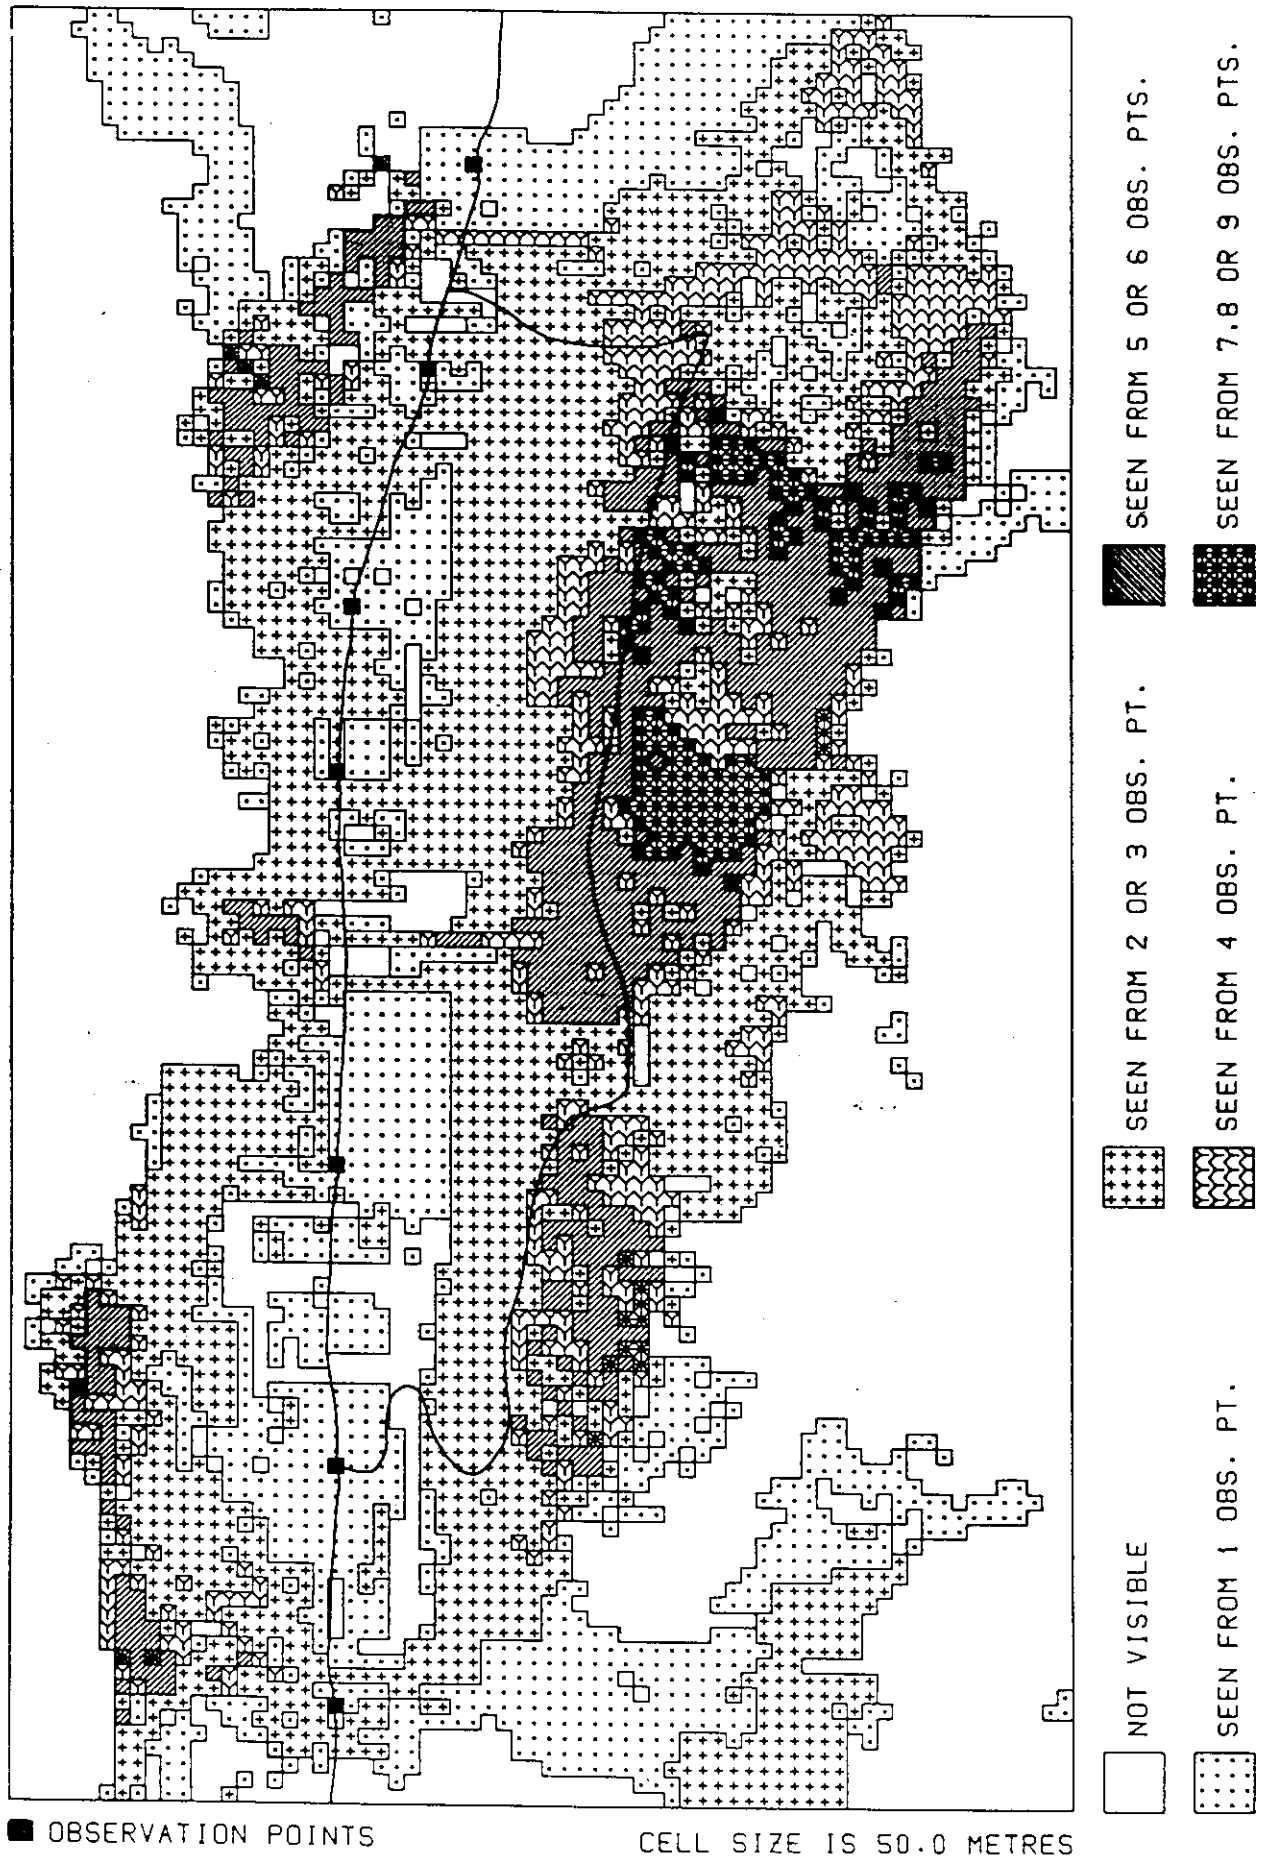 OBSERVATION POINTS
CELL SIZE IS 50.0 METRES
NOT VISIBLE
SEEN FROM 2 OR 3 OBS. PT.
SEEN FROM 5 OR 6 OBS. PTS.
SEEN FROM 1 OBS. PT.
SEEN FROM 4 OBS. PT.
SEEN FROM 7.8 OR 9 OBS. PTS.